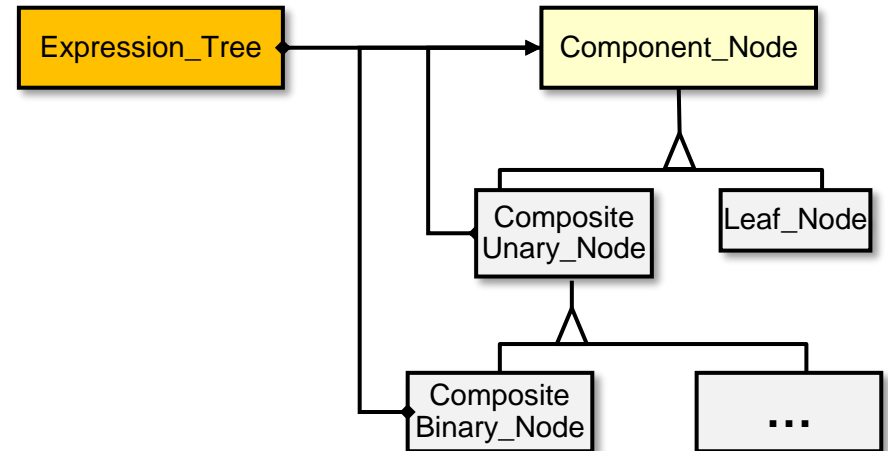 Expression_Tree
Component_Node
Composite
Unary_Node
Leaf_Node
Composite
Binary_Node
...